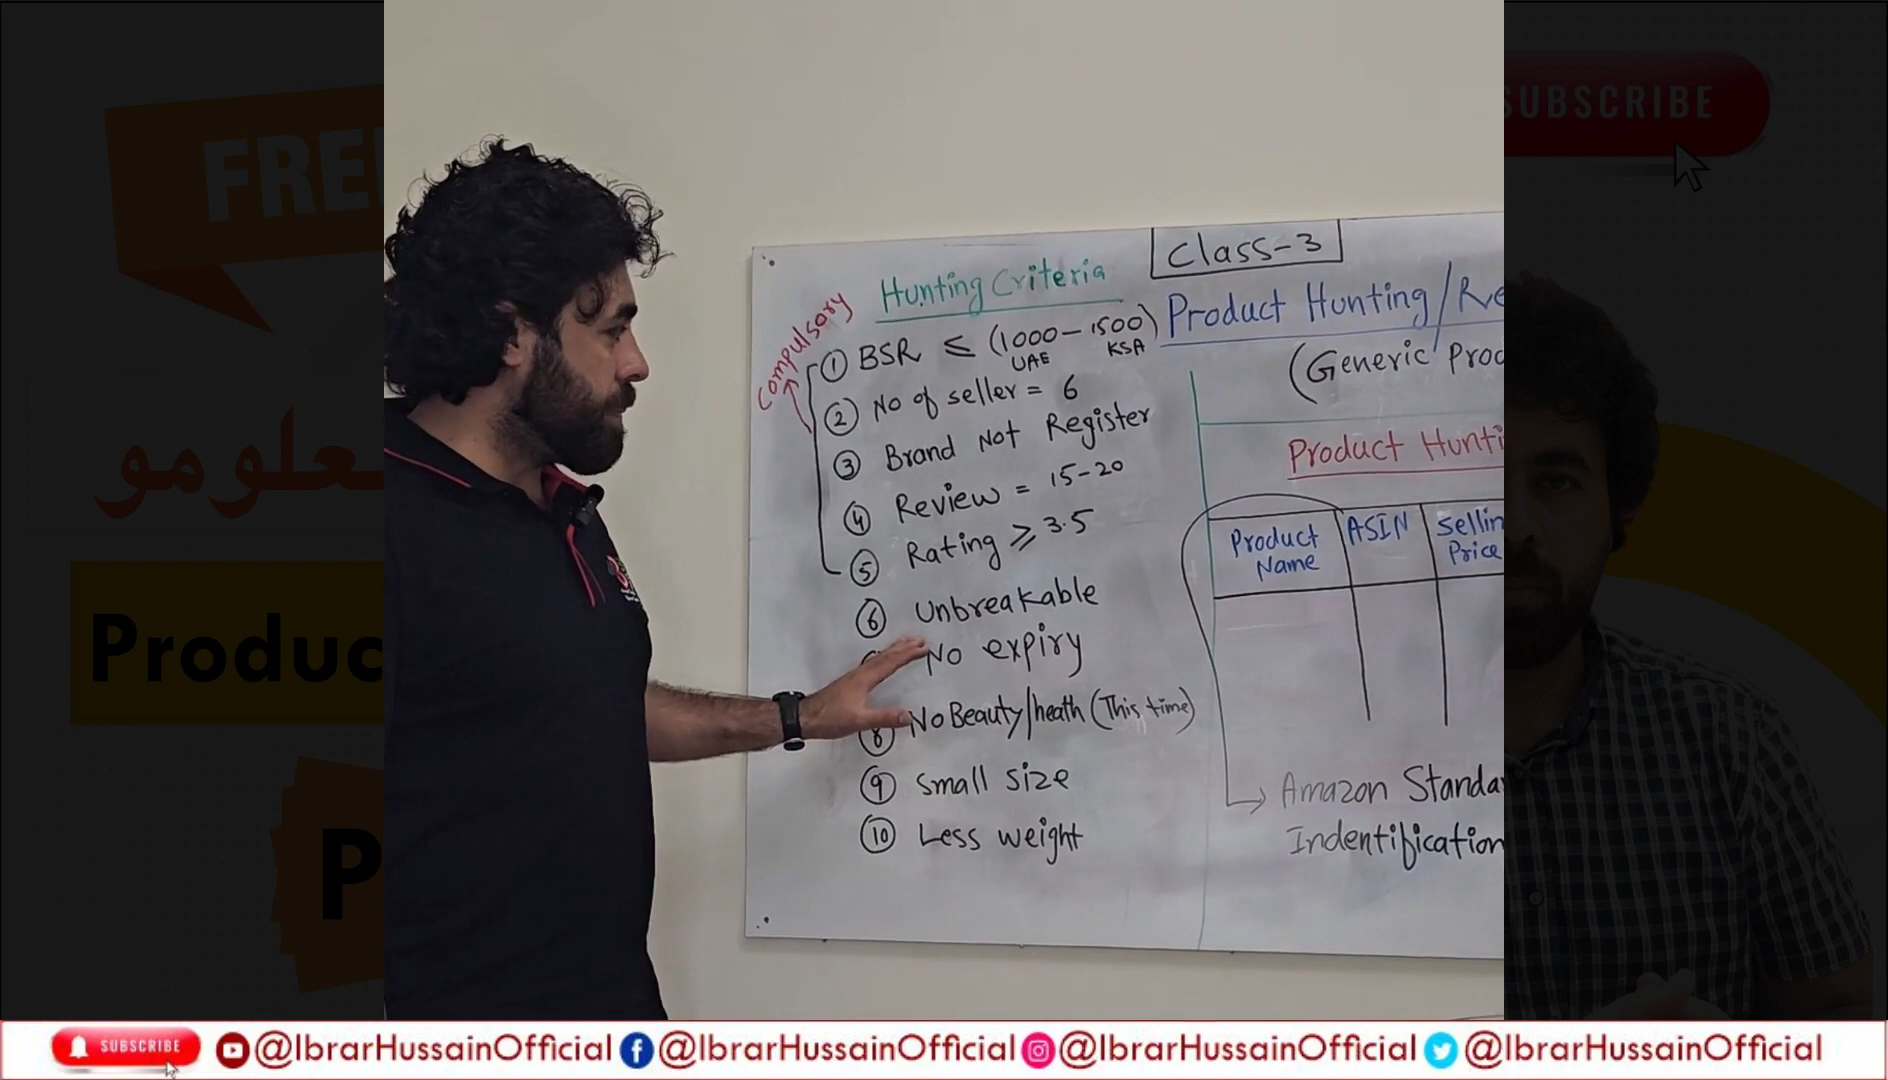 FREE
معلومو
Produc
P
SUBSCRIBE
Class-3
Hunting Criteria
Compulsory
① BSR ≤ (1000 – 1500)
UAE KSA
② No of seller = 6
③ Brand Not Register
④ Review = 15-20
⑤ Rating ⩾ 3.5
⑥ Unbreakable
No expiry
⑧ No Beauty/heath (This time)
⑨ Small size
⑩ Less weight
Product Hunting/Re
(Generic Proc
Product Hunti
Product Name
ASIN
Sellin
Price
Amazon Standa
Indentification
SUBSCRIBE
@IbrarHussainOfficial
@IbrarHussainOfficial
@IbrarHussainOfficial
@IbrarHussainOfficial